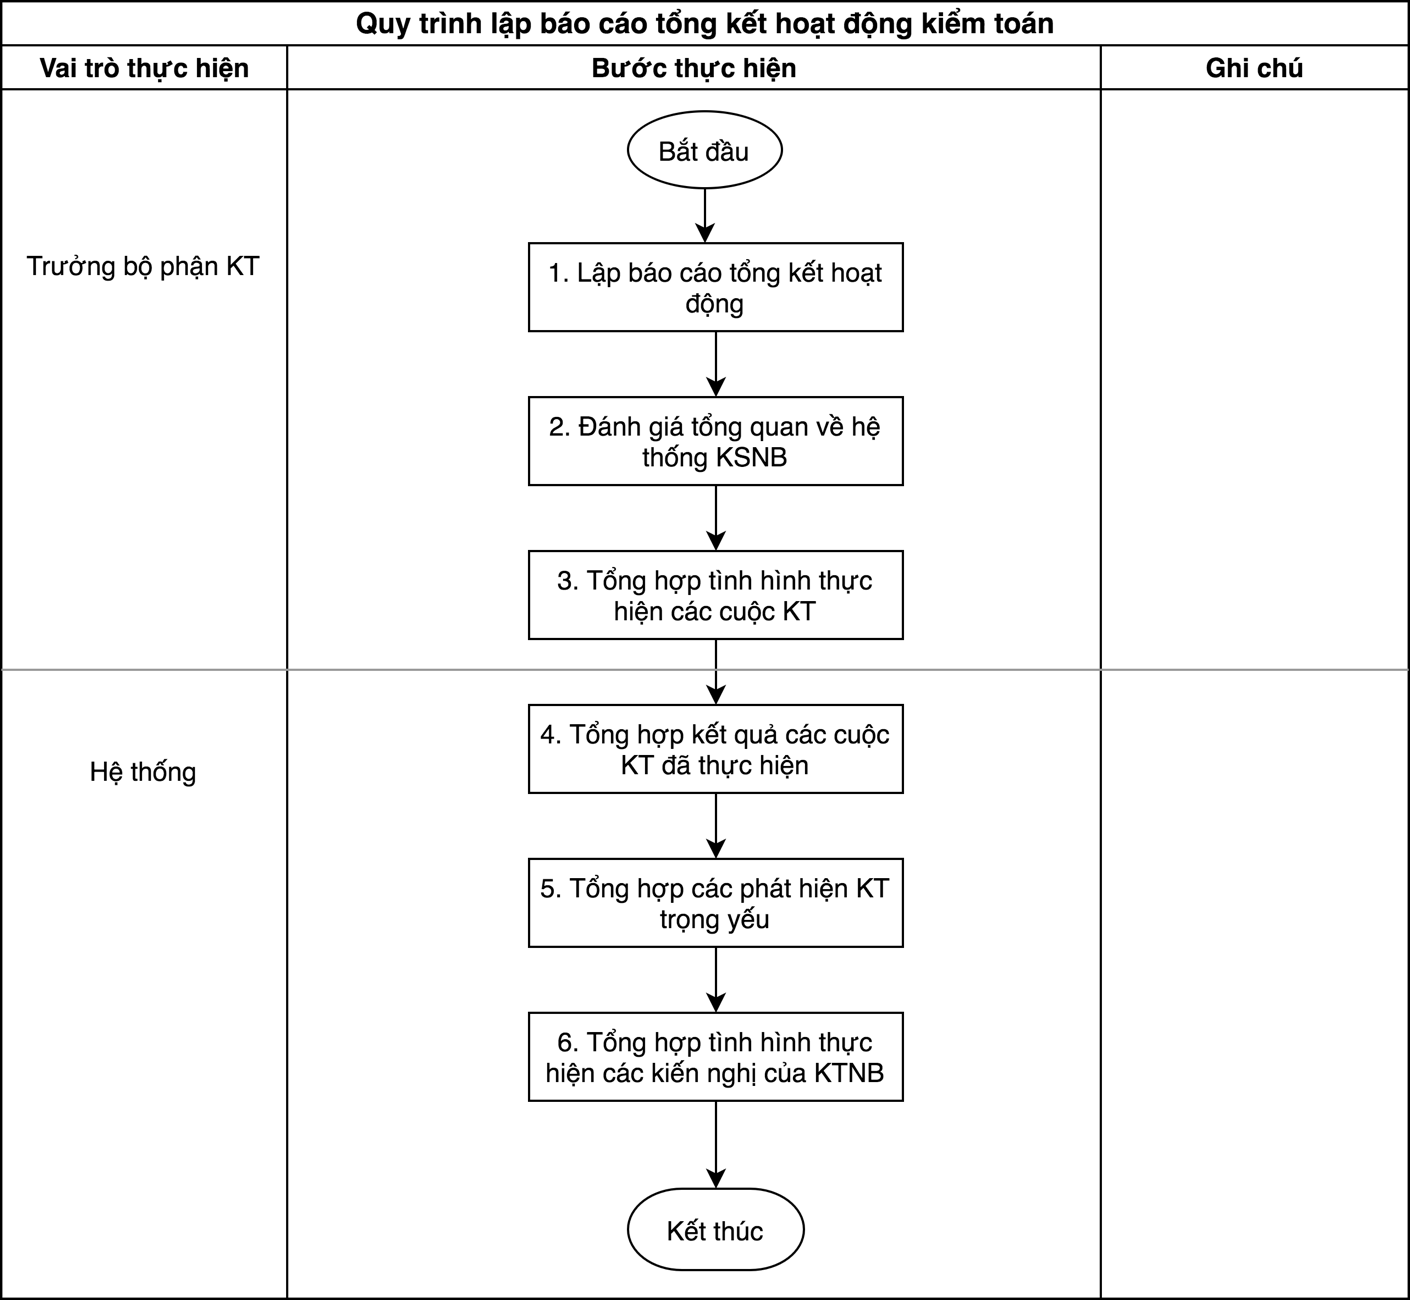 Quy trình lập báo cáo tổng kết hoạt động kiểm toán
Vai trò thực hiện
Bước thực hiện
Ghi chú
Bắt đầu
Trưởng bộ phận KT
1. Lập báo cáo tổng kết hoạt
động
2. Đánh giá tổng quan về hệ
thống KSNB
3. Tổng hợp tình hình thực
hiện các cuộc KT
4. Tổng hợp kết quả các cuộc
KT đã thực hiện
Hệ thống
5. Tổng hợp các phát hiện KT
trọng yếu
6. Tổng hợp tình hình thực
hiện các kiến nghị của KTNB
Kết thúc